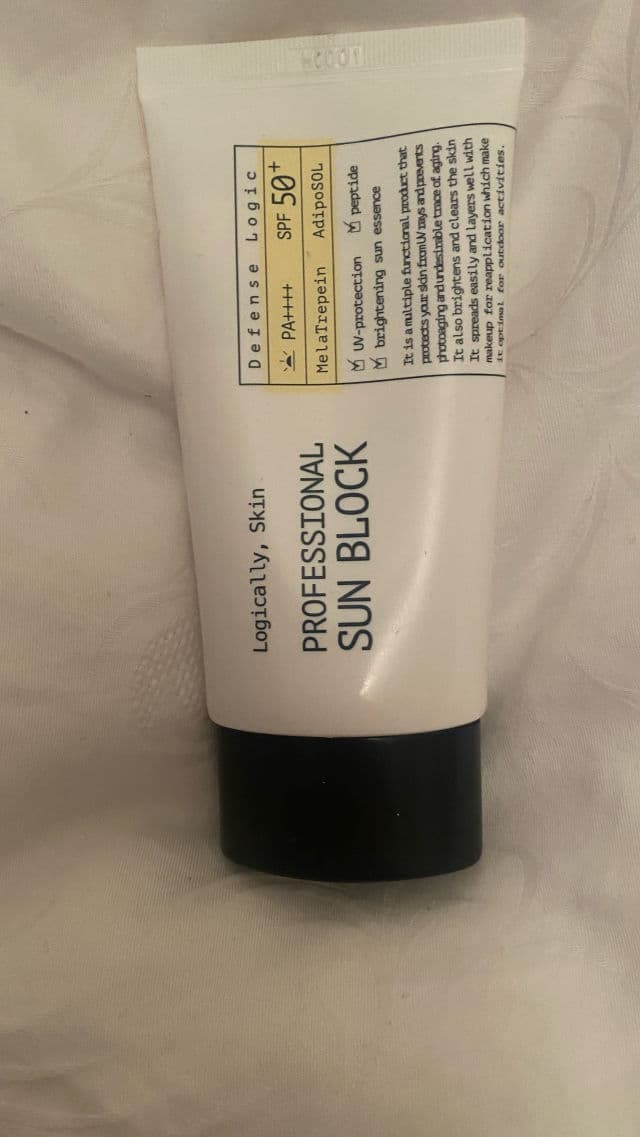 Logically, Skin
PROFESSIONAL
SUN BLOCK
Defense Logic
PA++++ SPF 50+
MelaTrepein AdipoSOL
UV-protection peptide
brightening sun essence
It is a multiple functional product that
protects your skin from UV rays and prevents
photoaging and undesirable trace of aging.
It also brightens and clears the skin
It spreads easily and layers well with
makeup for reapplication which make
it optimal for outdoor activities.